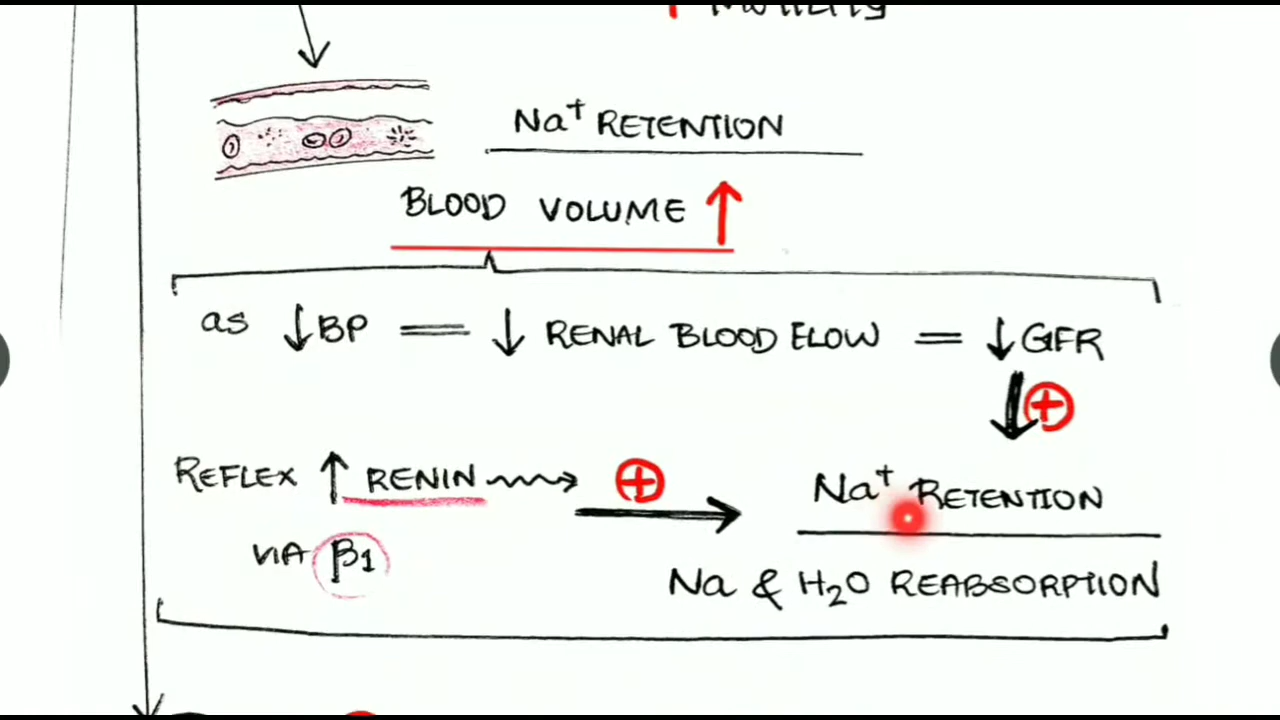 ↑ Motility
Na⁺ RETENTION
BLOOD VOLUME ↑
as ↓ BP = ↓ RENAL BLOOD FLOW = ↓ GFR
⊕
REFLEX ↑ RENIN ⊕ Na⁺ RETENTION
VIA β1
Na & H₂O REABSORPTION